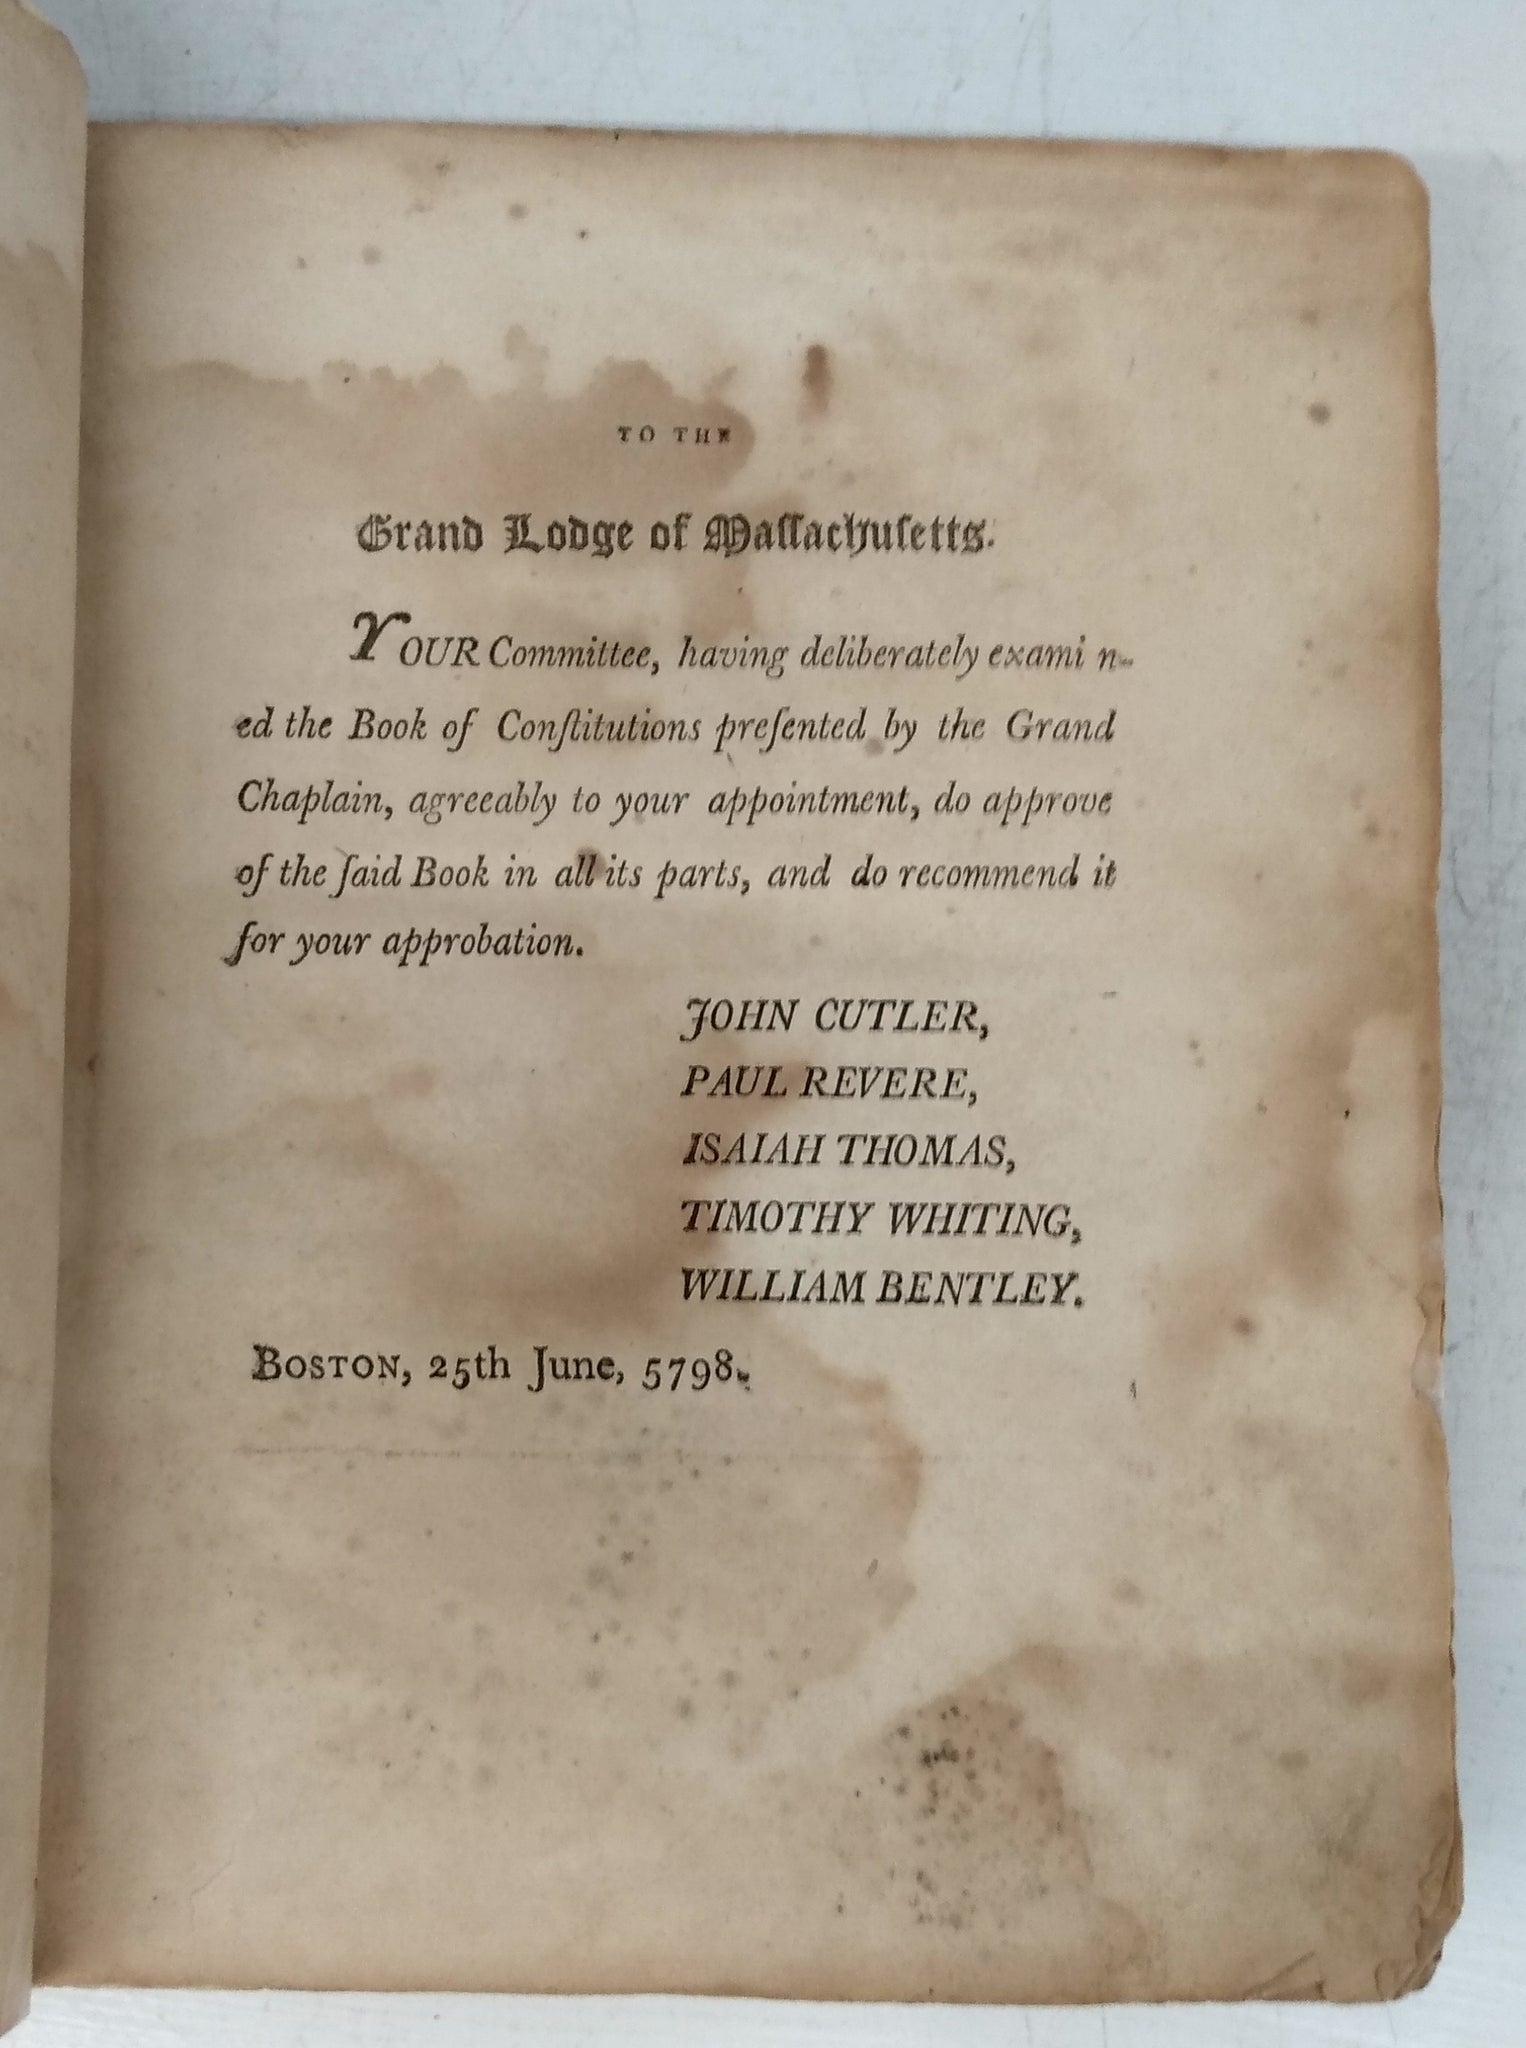 TO THE
Grand Lodge of Maſſachuſetts.
YOUR Committee, having deliberately exami n-
ed the Book of Conſtitutions preſented by the Grand
Chaplain, agreeably to your appointment, do approve
of the ſaid Book in all its parts, and do recommend it
for your approbation.
JOHN CUTLER,
PAUL REVERE,
ISAIAH THOMAS,
TIMOTHY WHITING,
WILLIAM BENTLEY.
BOSTON, 25th June, 5798.